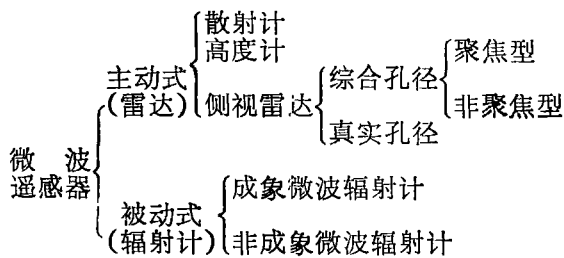 散射计
高度计
主动式
(雷达)
侧视雷达
综合孔径
聚焦型
非聚焦型
真实孔径
微 波
遥感器
被动式
(辐射计)
成象微波辐射计
非成象微波辐射计